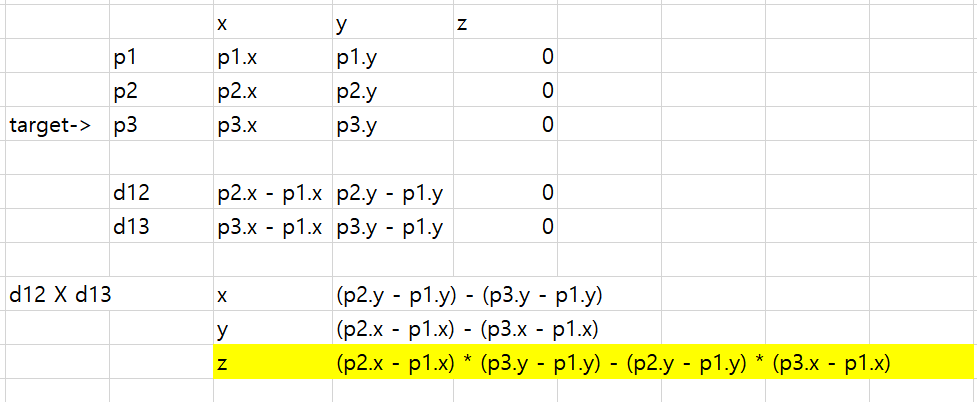 x y z
p1 p1.x p1.y 0
p2 p2.x p2.y 0
target-> p3 p3.x p3.y 0
d12 p2.x - p1.x p2.y - p1.y 0
d13 p3.x - p1.x p3.y - p1.y 0
d12 X d13 x (p2.y - p1.y) - (p3.y - p1.y)
y (p2.x - p1.x) - (p3.x - p1.x)
z (p2.x - p1.x) * (p3.y - p1.y) - (p2.y - p1.y) * (p3.x - p1.x)